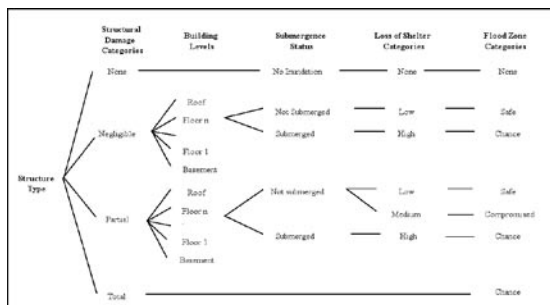 Structural Damage Categories
Building Levels
Submergence Status
Loss of Shelter Categories
Flood Zone Categories
None
No Inundation
None
None
Roof
Not Submerged
Low
Safe
Floor n
Negligible
Submerged
High
Chance
Floor 1
Basement
Structure Type
Roof
Not submerged
Low
Safe
Floor n
Medium
Compromised
Partial
Submerged
High
Chance
Floor 1
Basement
Total
Chance